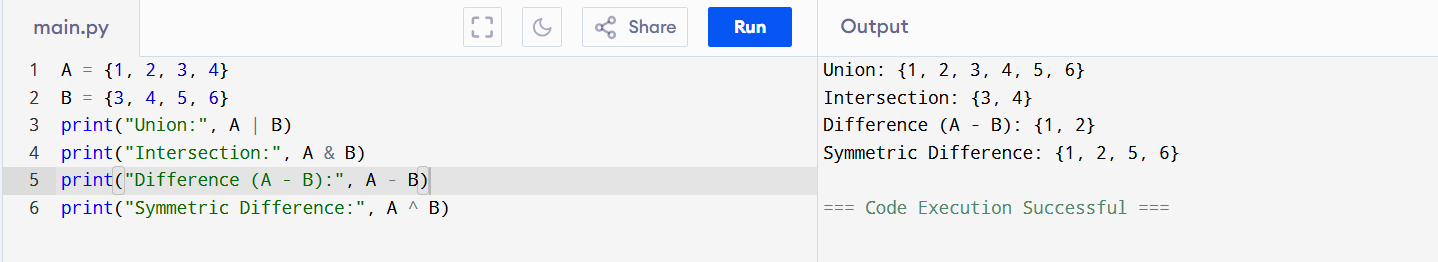 main.py
Share
Run
Output
1 A = {1, 2, 3, 4}
2 B = {3, 4, 5, 6}
3 print("Union:", A | B)
4 print("Intersection:", A & B)
5 print("Difference (A - B):", A - B)
6 print("Symmetric Difference:", A ^ B)
Union: {1, 2, 3, 4, 5, 6}
Intersection: {3, 4}
Difference (A - B): {1, 2}
Symmetric Difference: {1, 2, 5, 6}
=== Code Execution Successful ===